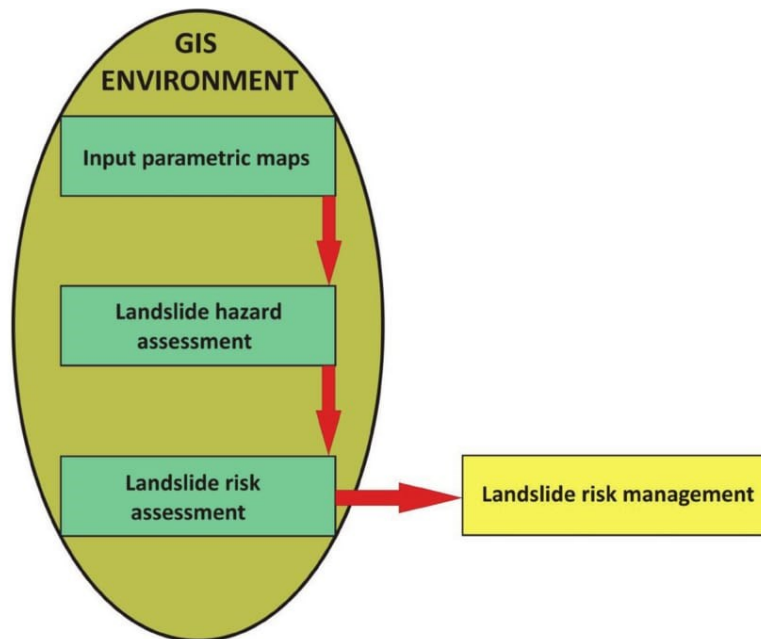 GIS
ENVIRONMENT
Input parametric maps
Landslide hazard
assessment
Landslide risk
assessment
Landslide risk management